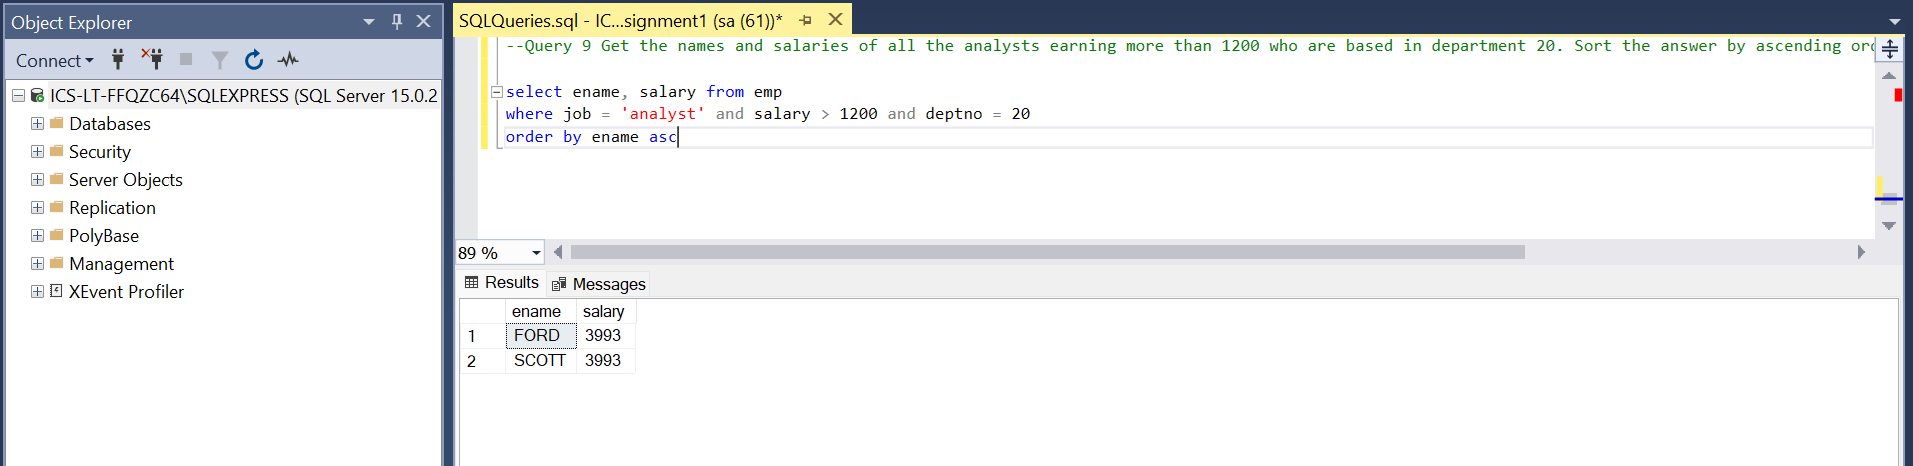 Object Explorer
Connect
ICS-LT-FFQZC64\SQLEXPRESS (SQL Server 15.0.2
Databases
Security
Server Objects
Replication
PolyBase
Management
XEvent Profiler
SQLQueries.sql - IC...signment1 (sa (61))*
--Query 9 Get the names and salaries of all the analysts earning more than 1200 who are based in department 20. Sort the answer by ascending ord
select ename, salary from emp
where job = 'analyst' and salary > 1200 and deptno = 20
order by ename asc
89 %
Results Messages
ename salary
1 FORD 3993
2 SCOTT 3993